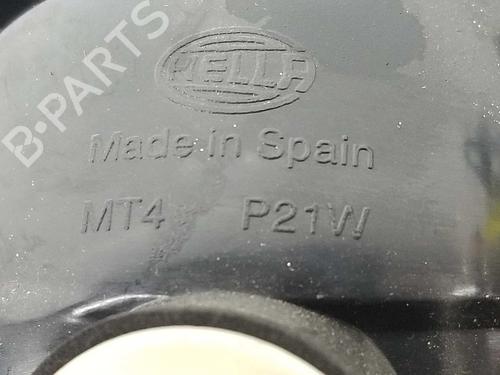 HELLA
Made in Spain
MT4 P21W
B-PARTS